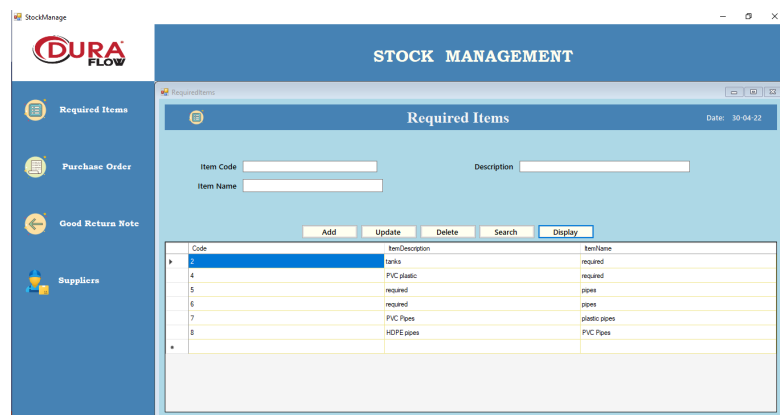 StockManage
DURA
FLOW
STOCK MANAGEMENT
RequiredItems
Required Items
Required Items
Date: 30-04-22
Purchase Order
Item Code
Description
Item Name
Good Return Note
Add Update Delete Search Display
Code ItemDescription ItemName
2 tanks required
4 PVC plastic required
Suppliers
5 required pipes
6 required pipes
7 PVC Pipes plastic pipes
8 HDPE pipes PVC Pipes